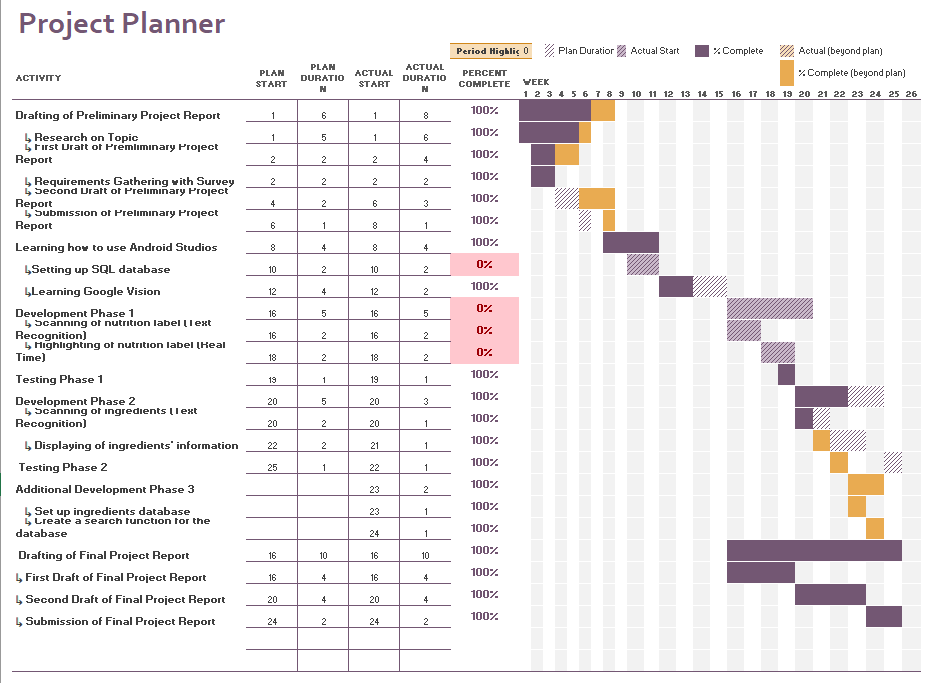 Project Planner
Period Highlig 0
Plan Duration
Actual Start
% Complete
Actual (beyond plan)
% Complete (beyond plan)
ACTIVITY
PLAN START
PLAN DURATIO N
ACTUAL START
ACTUAL DURATIO N
PERCENT COMPLETE
WEEK
1 2 3 4 5 6 7 8 9 10 11 12 13 14 15 16 17 18 19 20 21 22 23 24 25 26
Drafting of Preliminary Project Report 1 6 1 8 100%
↳ Research on Topic 1 5 1 6 100%
↳ First Draft of Premliminary Project
Report 2 2 2 4 100%
↳ Requirements Gathering with Survey 2 2 2 2 100%
↳ Second Draft of Preliminary Project
Report 4 2 6 3 100%
↳ Submission of Preliminary Project
Report 6 1 8 1 100%
Learning how to use Android Studios 8 4 8 4 100%
↳Setting up SQL database 10 2 10 2 0%
↳Learning Google Vision 12 4 12 2 100%
Development Phase 1 16 5 16 5 0%
↳ Scanning of nutrition label (Text
Recognition) 16 2 16 2 0%
↳ Highlighting of nutrition label (Real
Time) 18 2 18 2 0%
Testing Phase 1 19 1 19 1 100%
Development Phase 2 20 5 20 3 100%
↳ Scanning of ingredients (Text
Recognition) 20 2 20 1 100%
↳ Displaying of ingredients' information 22 2 21 1 100%
Testing Phase 2 25 1 22 1 100%
Additional Development Phase 3 23 2 100%
↳ Set up ingredients database 23 1 100%
↳ Create a search function for the
database 24 1 100%
Drafting of Final Project Report 16 10 16 10 100%
↳ First Draft of Final Project Report 16 4 16 4 100%
↳ Second Draft of Final Project Report 20 4 20 4 100%
↳ Submission of Final Project Report 24 2 24 2 100%